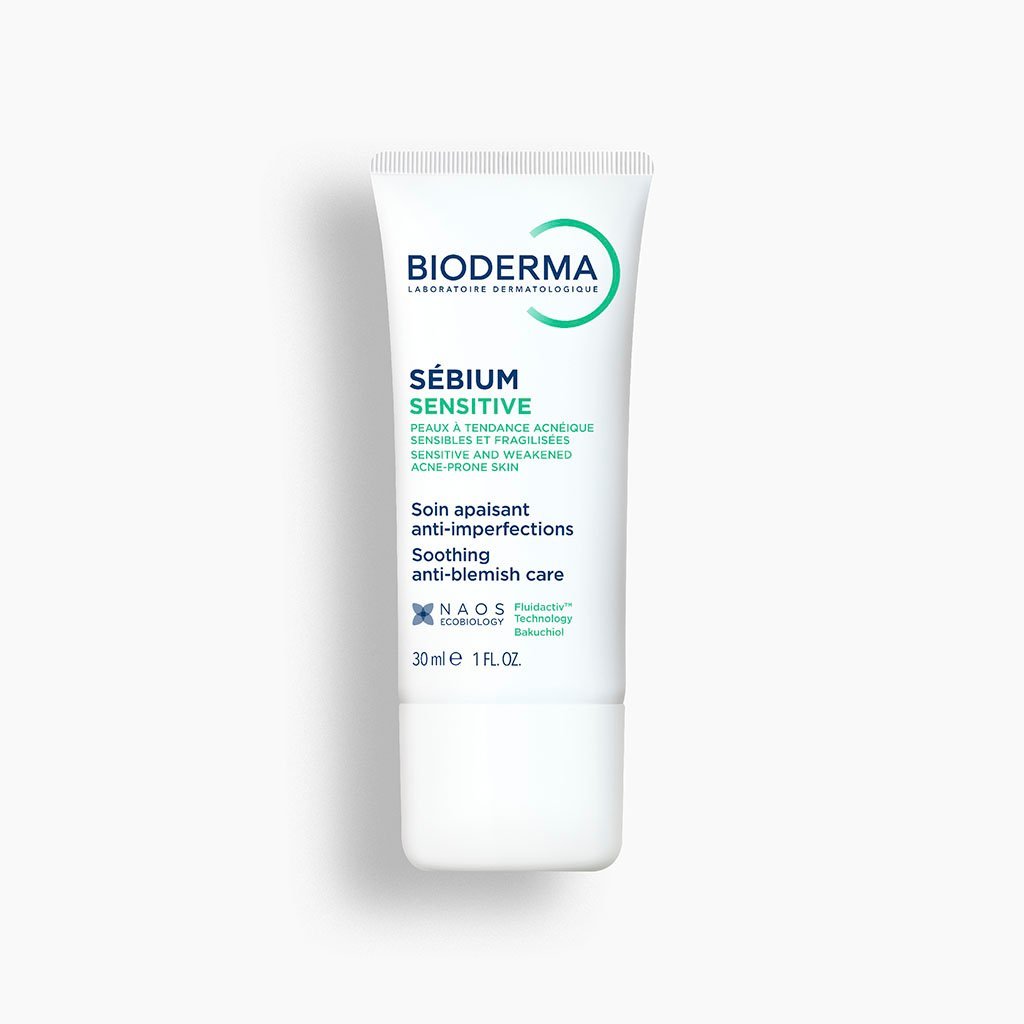 BIODERMA
LABORATOIRE DERMATOLOGIQUE
SÉBIUM
SENSITIVE
PEAUX À TENDANCE ACNÉIQUE
SENSIBLES ET FRAGILISÉES
SENSITIVE AND WEAKENED
ACNE-PRONE SKIN
Soin apaisant
anti-imperfections
Soothing
anti-blemish care
NAOS
ECOBIOLOGY
Fluidactiv™
Technology
Bakuchiol
30 ml ℮ 1 FL. OZ.